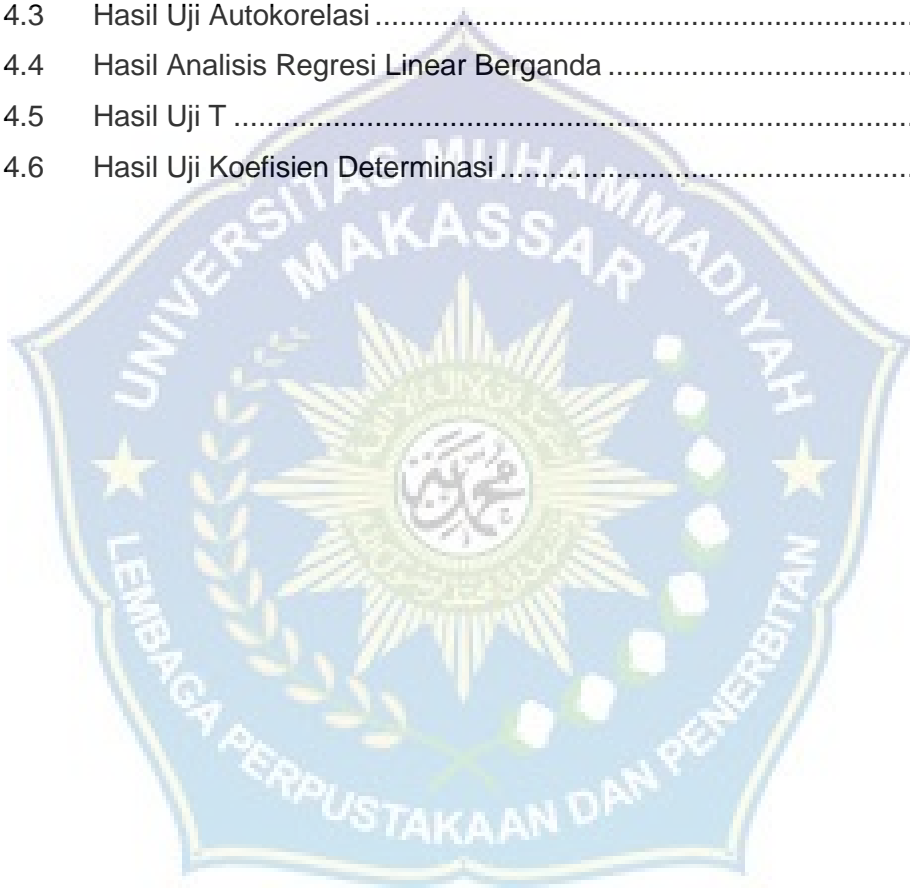 4.3 Hasil Uji Autokorelasi
4.4 Hasil Analisis Regresi Linear Berganda
4.5 Hasil Uji T
4.6 Hasil Uji Koefisien Determinasi
UNIVERSITAS MUHAMMADIYAH
MAKASSAR
LEMBAGA PERPUSTAKAAN DAN PENERBITAN